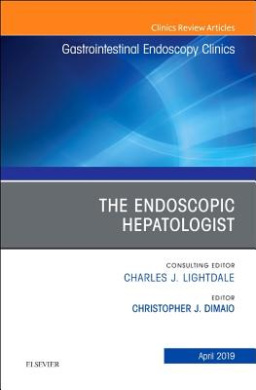 Clinics Review Articles
Gastrointestinal Endoscopy Clinics
THE ENDOSCOPIC
HEPATOLOGIST
CONSULTING EDITOR
CHARLES J. LIGHTDALE
EDITOR
CHRISTOPHER J. DIMAIO
ELSEVIER
April 2019